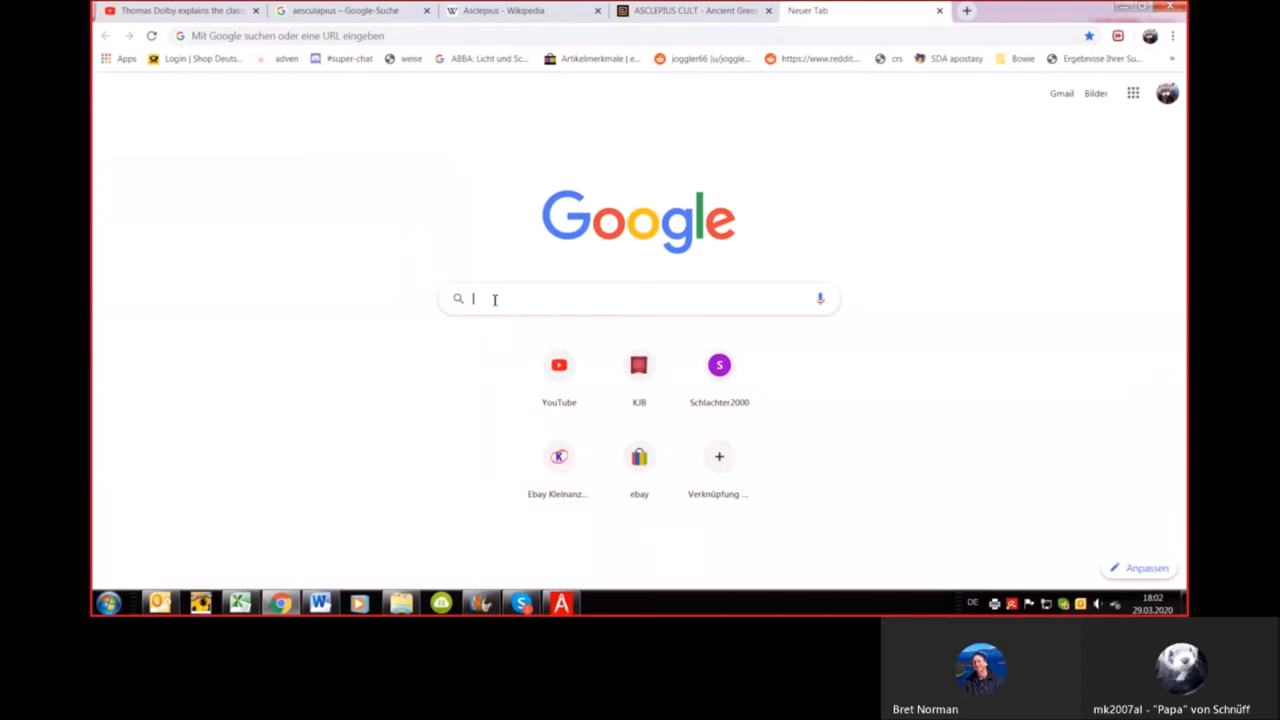 Thomas Dolby explains the class
aesculapius – Google-Suche
Asclepius - Wikipedia
ASCLEPIUS CULT - Ancient Gree
Neuer Tab
Mit Google suchen oder eine URL eingeben
Apps
Login | Shop Deuts...
adven
#super-chat
weise
ABBA: Licht und Sc...
Artikelmerkmale | e...
joggler66 (u/joggle...
https://www.reddit....
crs
SDA apostasy
Bowie
Ergebnisse Ihrer Su...
»
Gmail
Bilder
Google
S
YouTube
KJB
Schlachter2000
K
Ebay Kleinanz...
ebay
Verknüpfung ...
Anpassen
DE
18:02
29.03.2020
Bret Norman
mk2007al - "Papa" von Schnüff